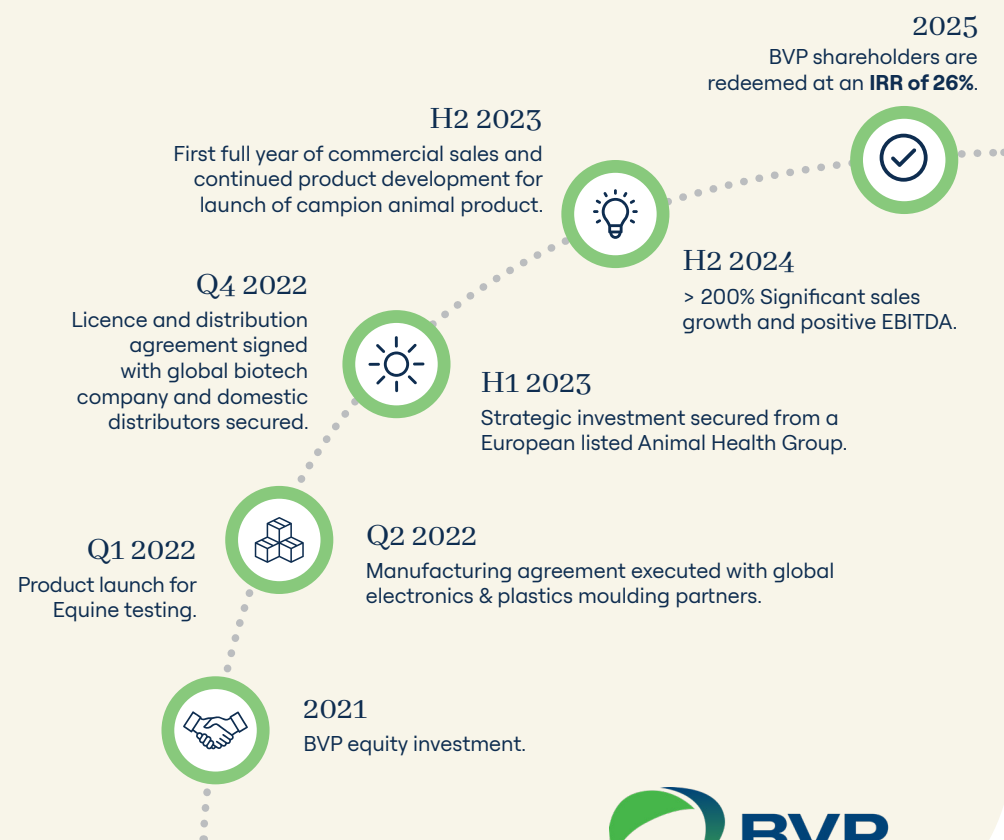 2025
BVP shareholders are
redeemed at an IRR of 26%.
H2 2023
First full year of commercial sales and
continued product development for
launch of campion animal product.
H2 2024
> 200% Significant sales
growth and positive EBITDA.
Q4 2022
Licence and distribution
agreement signed
with global biotech
company and domestic
distributors secured.
H1 2023
Strategic investment secured from a
European listed Animal Health Group.
Q1 2022
Product launch for
Equine testing.
Q2 2022
Manufacturing agreement executed with global
electronics & plastics moulding partners.
2021
BVP equity investment.
BVP